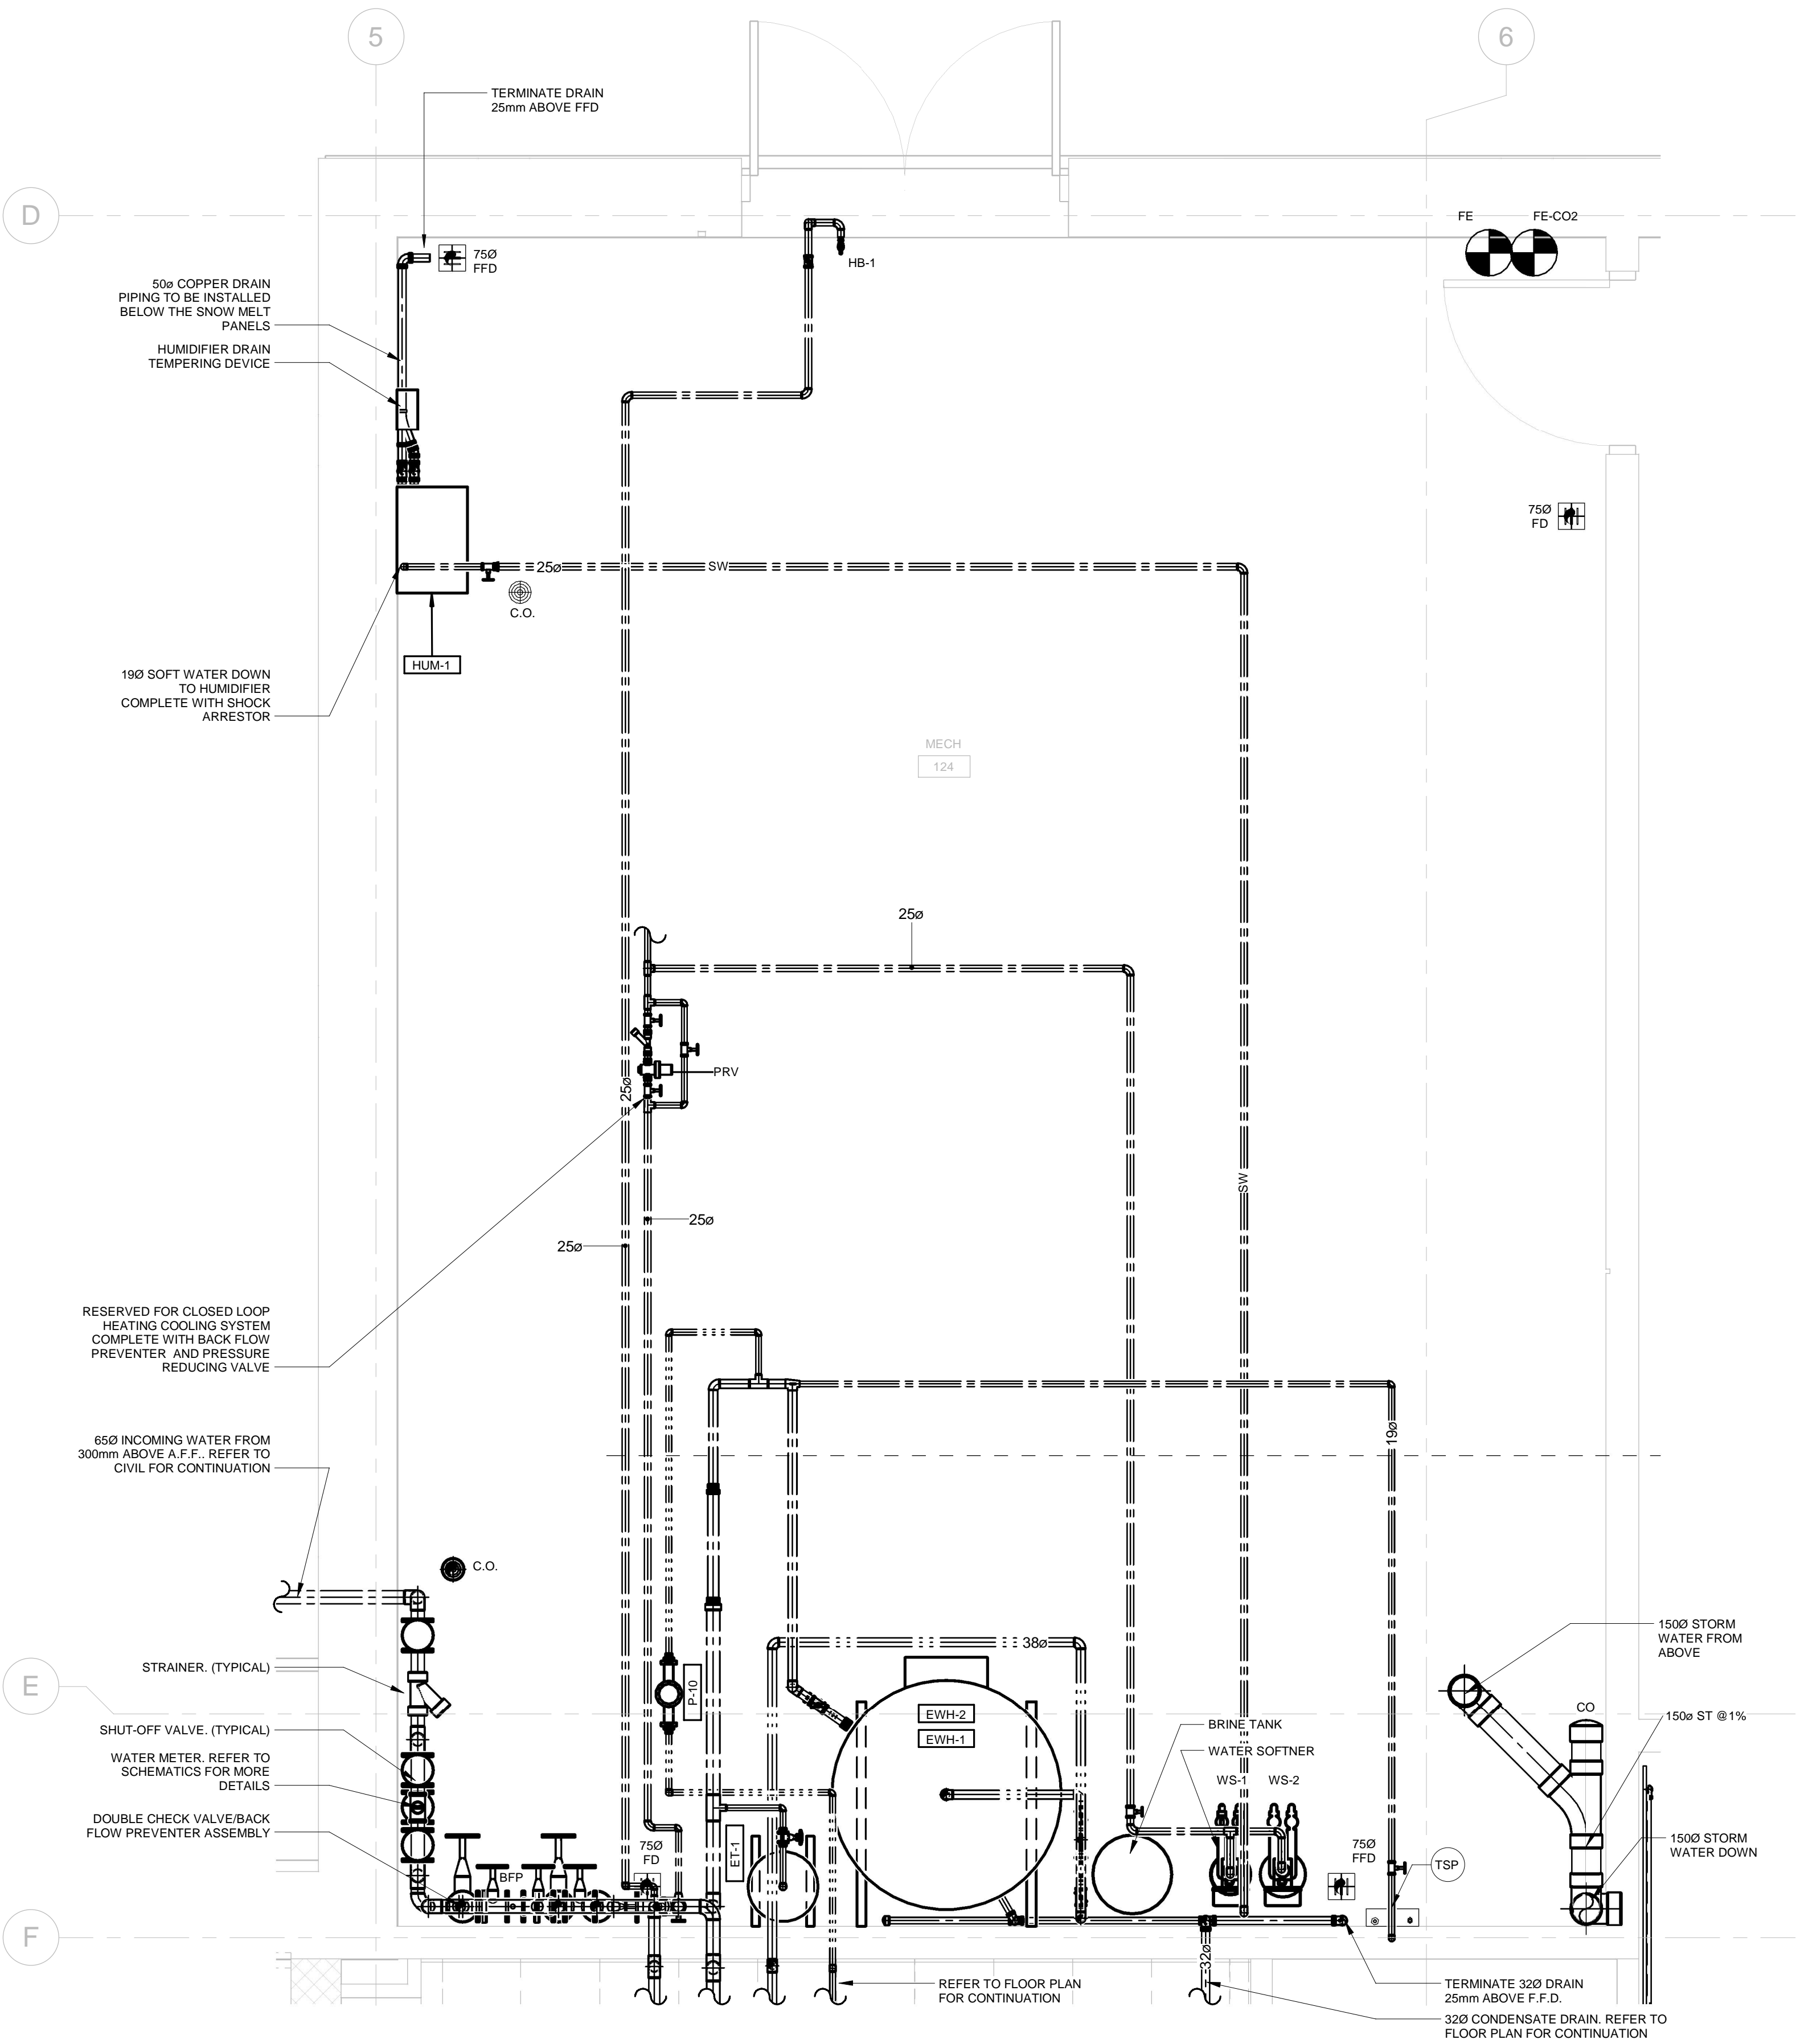 5
6
TERMINATE DRAIN
25mm ABOVE FFD
D
FE
FE-CO2
75Ø
FFD
HB-1
50ø COPPER DRAIN
PIPING TO BE INSTALLED
BELOW THE SNOW MELT
PANELS
HUMIDIFIER DRAIN
TEMPERING DEVICE
75Ø
FD
25ø
SW
C.O.
HUM-1
19Ø SOFT WATER DOWN
TO HUMIDIFIER
COMPLETE WITH SHOCK
ARRESTOR
MECH
124
25ø
PRV
25ø
SW
25ø
25ø
RESERVED FOR CLOSED LOOP
HEATING COOLING SYSTEM
COMPLETE WITH BACK FLOW
PREVENTER AND PRESSURE
REDUCING VALVE
19ø
65Ø INCOMING WATER FROM
300mm ABOVE A.F.F.. REFER TO
CIVIL FOR CONTINUATION
C.O.
38ø
150Ø STORM
WATER FROM
ABOVE
STRAINER. (TYPICAL)
E
P-10
EWH-2
EWH-1
CO
150ø ST @1%
BRINE TANK
WATER SOFTNER
SHUT-OFF VALVE. (TYPICAL)
WATER METER. REFER TO
SCHEMATICS FOR MORE
DETAILS
WS-1
WS-2
DOUBLE CHECK VALVE/BACK
FLOW PREVENTER ASSEMBLY
75Ø
FD
ET-1
75Ø
FFD
TSP
150Ø STORM
WATER DOWN
BFP
F
32ø
REFER TO FLOOR PLAN
FOR CONTINUATION
TERMINATE 32Ø DRAIN
25mm ABOVE F.F.D.
32Ø CONDENSATE DRAIN. REFER TO
FLOOR PLAN FOR CONTINUATION